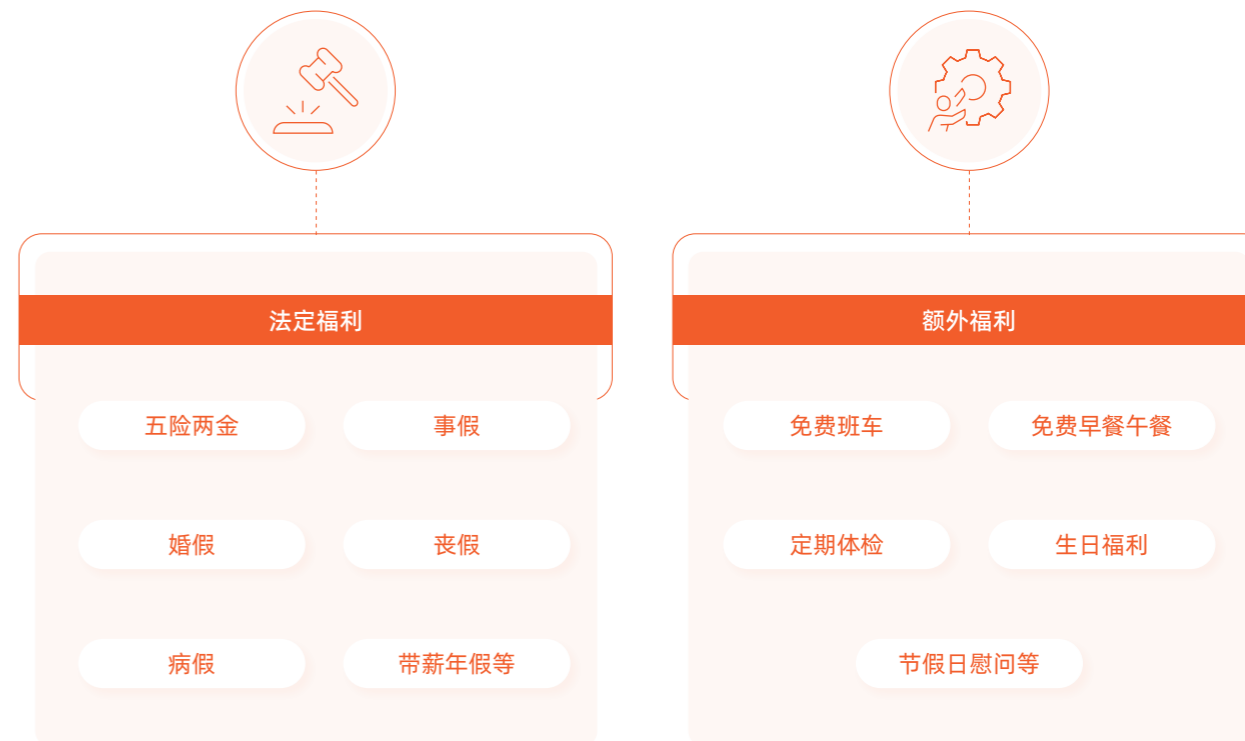 法定福利
五险两金
事假
婚假
丧假
病假
带薪年假等
额外福利
免费班车
免费早餐午餐
定期体检
生日福利
节假日慰问等